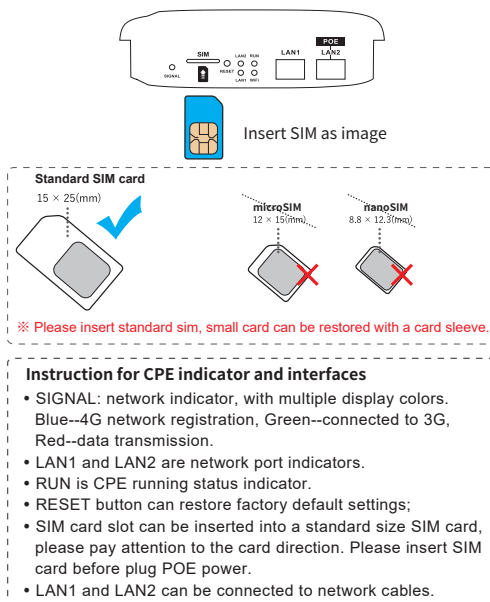 POE
SIM
LAN2 RUN
LAN1
LAN2
SIGNAL
RESET
LAN1 WIFI
Insert SIM as image
Standard SIM card
15 × 25(mm)
microSIM
12 × 15(mm)
nanoSIM
8.8 × 12.3(mm)
※ Please insert standard sim, small card can be restored with a card sleeve.
Instruction for CPE indicator and interfaces
• SIGNAL: network indicator, with multiple display colors.
Blue--4G network registration, Green--connected to 3G,
Red--data transmission.
• LAN1 and LAN2 are network port indicators.
• RUN is CPE running status indicator.
• RESET button can restore factory default settings;
• SIM card slot can be inserted into a standard size SIM card,
please pay attention to the card direction. Please insert SIM
card before plug POE power.
• LAN1 and LAN2 can be connected to network cables.